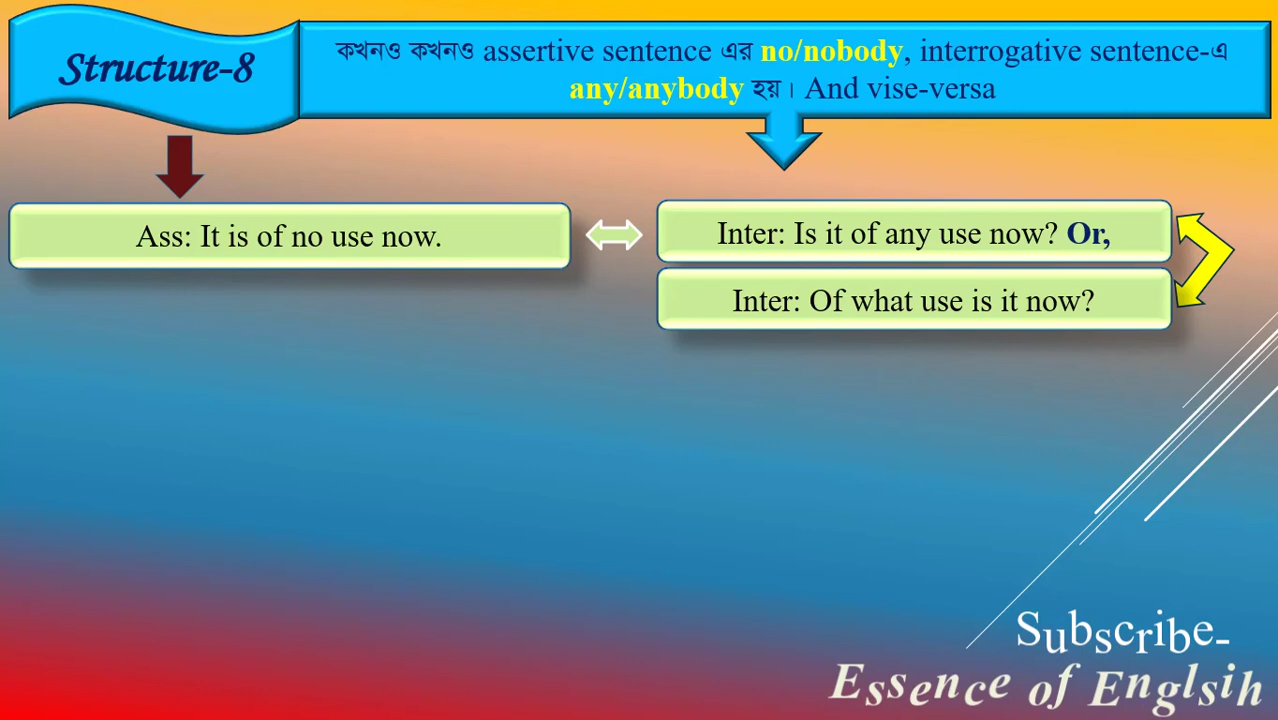 Structure-8
কখনও কখনও assertive sentence এর no/nobody, interrogative sentence-এ
any/anybody হয়। And vise-versa
Ass: It is of no use now.
Inter: Is it of any use now? Or,
Inter: Of what use is it now?
Subscribe-
Essence of Englsih